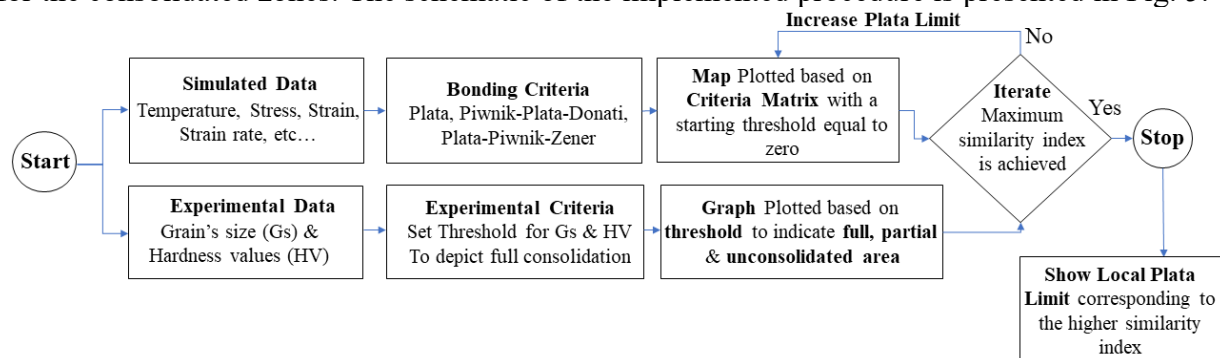 for the consolidated zones. The schematic of the implemented procedure is presented in Fig. 3.
Increase Plata Limit
No
Simulated Data
Temperature, Stress, Strain,
Strain rate, etc…
Bonding Criteria
Plata, Piwnik-Plata-Donati,
Plata-Piwnik-Zener
Map Plotted based on
Criteria Matrix with a
starting threshold equal to
zero
Iterate
Maximum
similarity index
is achieved
Yes
Start
Stop
Experimental Data
Grain's size (Gs) &
Hardness values (HV)
Experimental Criteria
Set Threshold for Gs & HV
To depict full consolidation
Graph Plotted based on
threshold to indicate full, partial
& unconsolidated area
Show Local Plata
Limit corresponding to
the higher similarity
index